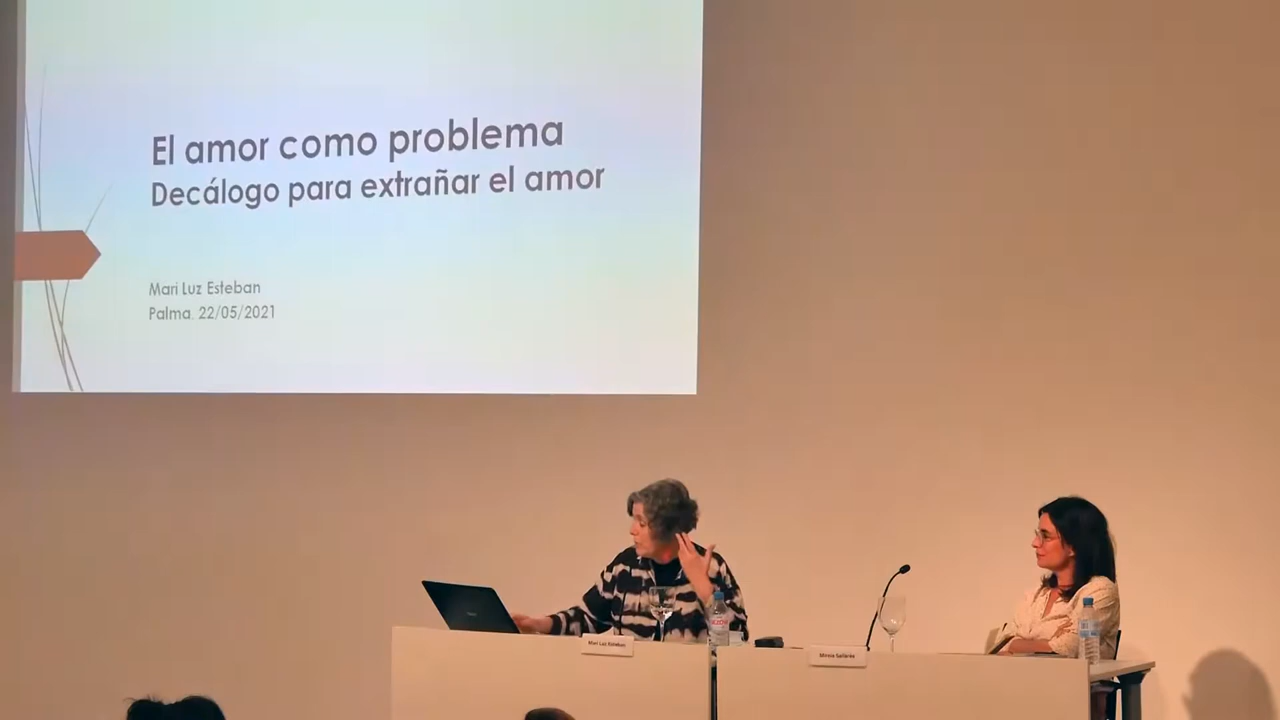 El amor como problema
Decálogo para extrañar el amor
Mari Luz Esteban
Palma. 22/05/2021
Mari Luz Esteban
Mireia Sallarès